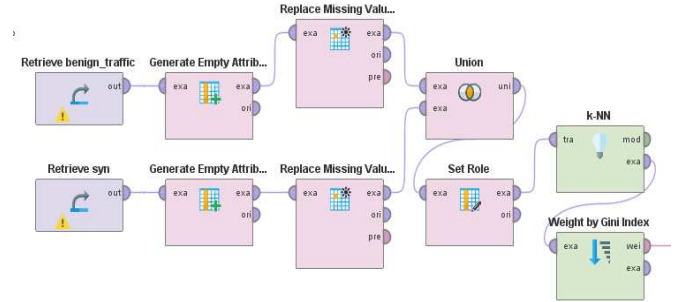 Replace Missing Valu...
exa exa
ori
pre
Retrieve benign_traffic Generate Empty Attrib... Union
out exa exa exa uni
ori exa
k-NN
tra mod
exa
Retrieve syn Generate Empty Attrib... Replace Missing Valu... Set Role
out exa exa exa exa exa exa
ori ori ori
pre
Weight by Gini Index
exa wei
exa